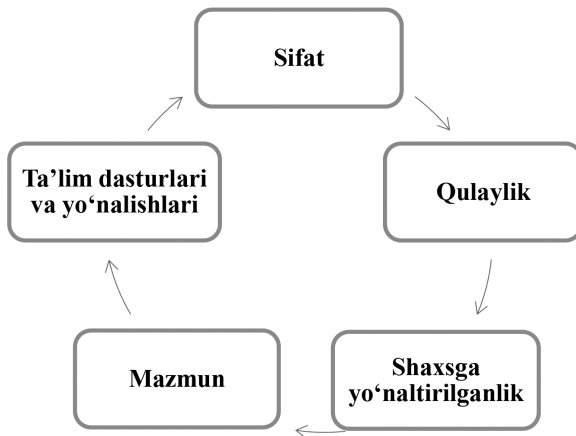 Sifat
Qulaylik
Shaxsga
yo‘naltirilganlik
Mazmun
Ta’lim dasturlari
va yo‘nalishlari